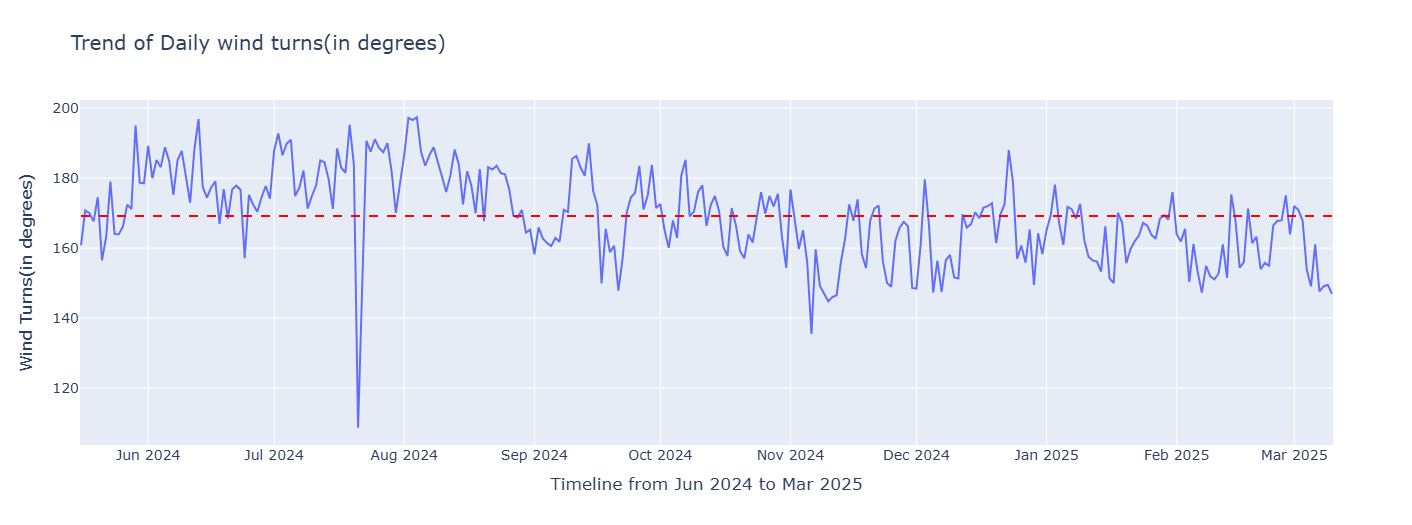 Trend of Daily wind turns(in degrees)
Wind Turns(in degrees)
200
180
160
140
120
Jun 2024
Jul 2024
Aug 2024
Sep 2024
Oct 2024
Nov 2024
Dec 2024
Jan 2025
Feb 2025
Mar 2025
Timeline from Jun 2024 to Mar 2025